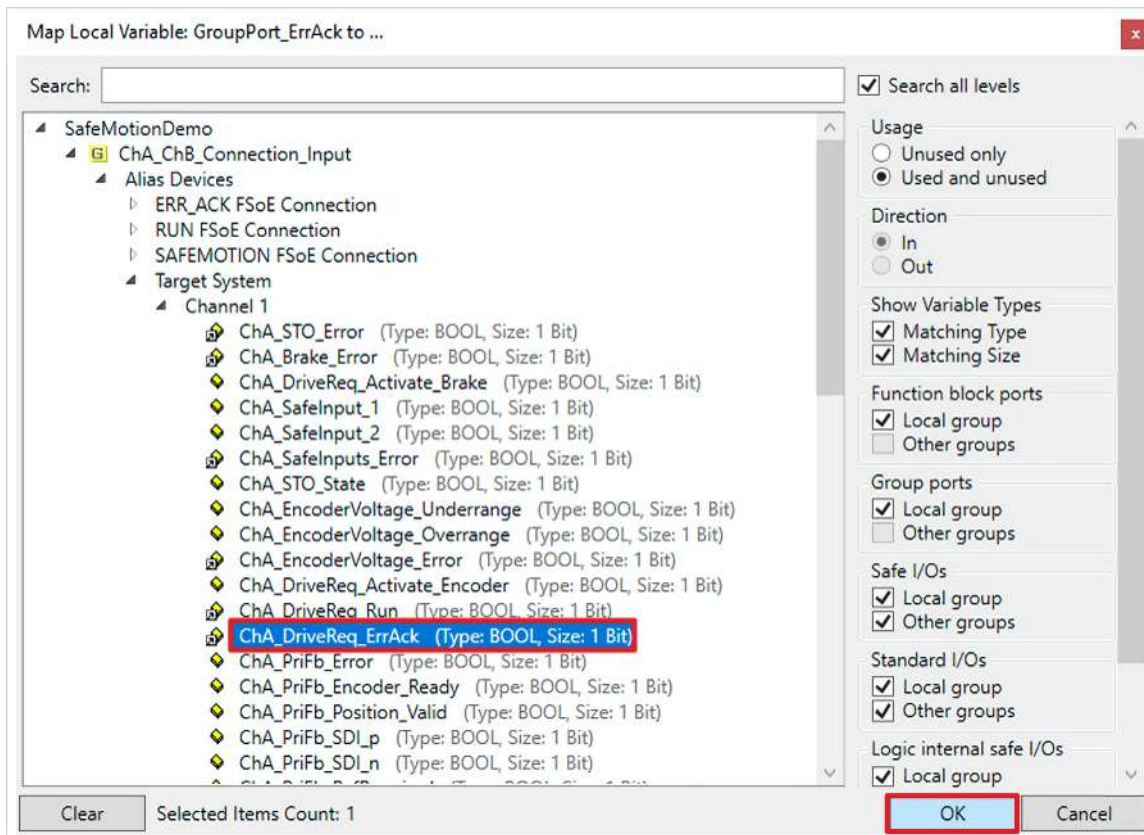 Map Local Variable: GroupPort_ErrAck to ...
x
Search:
Search all levels
SafeMotionDemo
G ChA_ChB_Connection_Input
Alias Devices
ERR_ACK FSoE Connection
RUN FSoE Connection
SAFEMOTION FSoE Connection
Target System
Channel 1
ChA_STO_Error (Type: BOOL, Size: 1 Bit)
ChA_Brake_Error (Type: BOOL, Size: 1 Bit)
ChA_DriveReq_Activate_Brake (Type: BOOL, Size: 1 Bit)
ChA_SafeInput_1 (Type: BOOL, Size: 1 Bit)
ChA_SafeInput_2 (Type: BOOL, Size: 1 Bit)
ChA_SafeInputs_Error (Type: BOOL, Size: 1 Bit)
ChA_STO_State (Type: BOOL, Size: 1 Bit)
ChA_EncoderVoltage_Underrange (Type: BOOL, Size: 1 Bit)
ChA_EncoderVoltage_Overrange (Type: BOOL, Size: 1 Bit)
ChA_EncoderVoltage_Error (Type: BOOL, Size: 1 Bit)
ChA_DriveReq_Activate_Encoder (Type: BOOL, Size: 1 Bit)
ChA_DriveReq_Run (Type: BOOL, Size: 1 Bit)
ChA_DriveReq_ErrAck (Type: BOOL, Size: 1 Bit)
ChA_PriFb_Error (Type: BOOL, Size: 1 Bit)
ChA_PriFb_Encoder_Ready (Type: BOOL, Size: 1 Bit)
ChA_PriFb_Position_Valid (Type: BOOL, Size: 1 Bit)
ChA_PriFb_SDI_p (Type: BOOL, Size: 1 Bit)
ChA_PriFb_SDI_n (Type: BOOL, Size: 1 Bit)
Usage
Unused only
Used and unused
Direction
In
Out
Show Variable Types
Matching Type
Matching Size
Function block ports
Local group
Other groups
Group ports
Local group
Other groups
Safe I/Os
Local group
Other groups
Standard I/Os
Local group
Other groups
Logic internal safe I/Os
Local group
Clear
Selected Items Count: 1
OK
Cancel